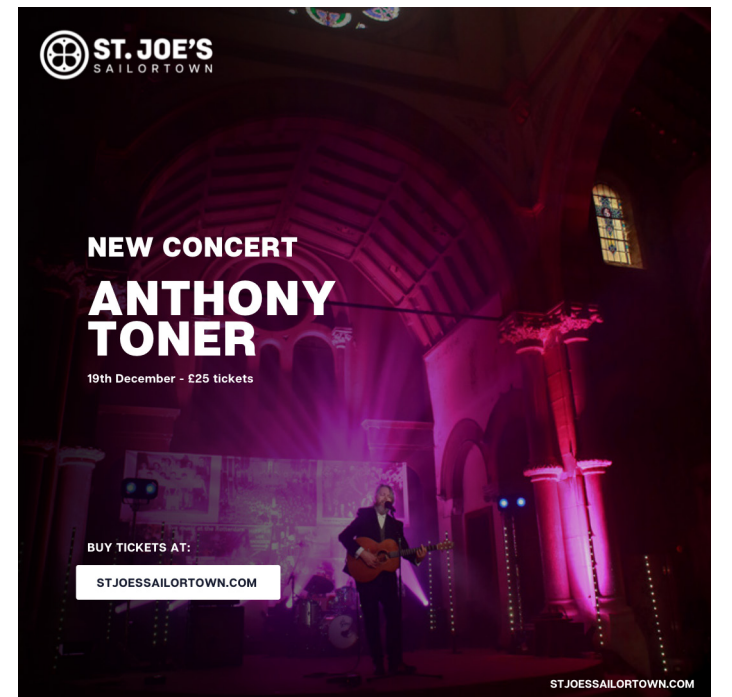 ST. JOE'S
SAILORTOWN
NEW CONCERT
ANTHONY
TONER
19th December - £25 tickets
BUY TICKETS AT:
STJOESSAILORTOWN.COM
STJOESSAILORTOWN.COM